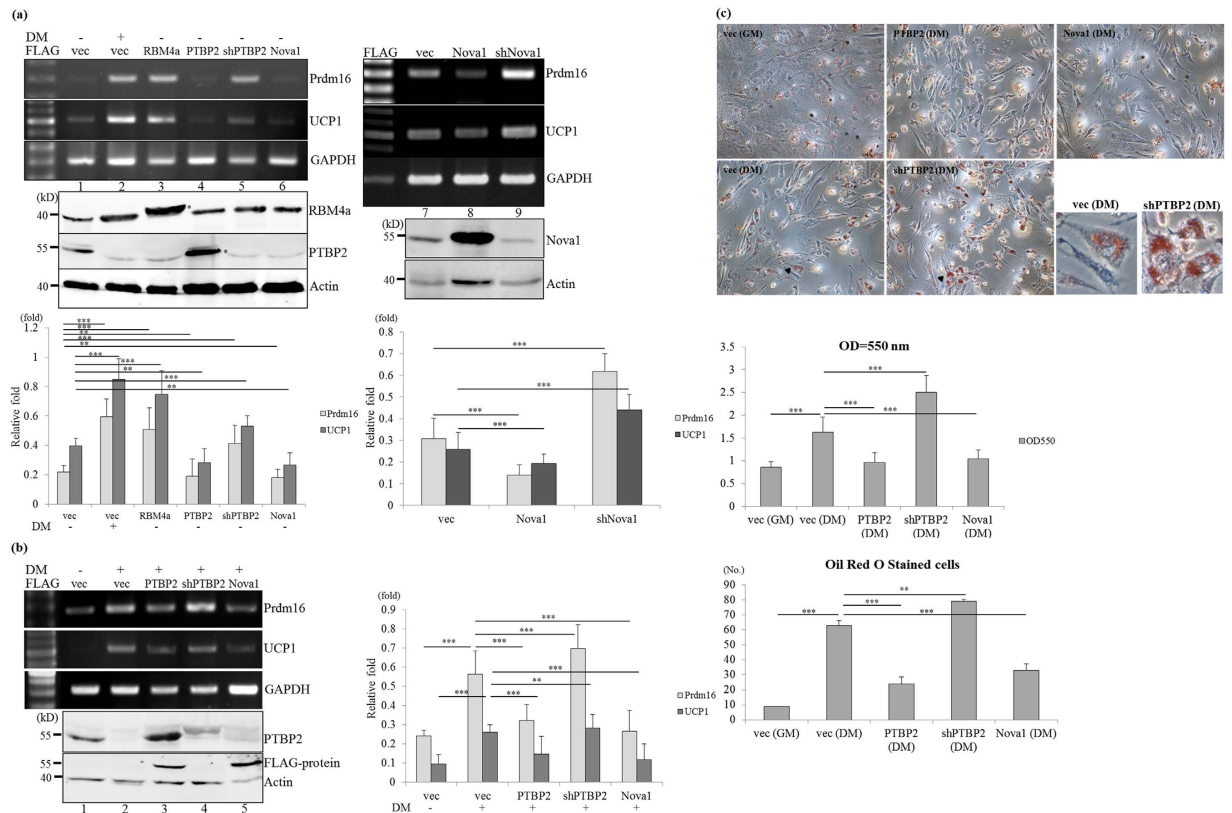 (a)
DM - + - - - -
FLAG vec vec RBM4a PTBP2 shPTBP2 Nova1
Prdm16
UCP1
GAPDH
1 2 3 4 5 6
(kD)
40 * RBM4a
55 * PTBP2
40 Actin
FLAG vec Nova1 shNova1
Prdm16
UCP1
GAPDH
7 8 9
(kD)
55 Nova1
40 Actin
(fold)
Relative fold
1.2
1
0.8
0.6
0.4
0.2
0
***
***
**
***
**
***
***
**
***
**
Prdm16
UCP1
vec vec RBM4a PTBP2 shPTBP2 Nova1
DM - + - - - -
(fold)
Relative fold
0.8
0.7
0.6
0.5
0.4
0.3
0.2
0.1
0
***
***
***
***
Prdm16
UCP1
vec Nova1 shNova1
(b)
DM - + + + +
FLAG vec vec PTBP2 shPTBP2 Nova1
Prdm16
UCP1
GAPDH
(kD)
55 PTBP2
55 FLAG-protein
40 Actin
1 2 3 4 5
(fold)
Relative fold
0.9
0.8
0.7
0.6
0.5
0.4
0.3
0.2
0.1
0
***
***
*** ***
***
**
*** ***
Prdm16
UCP1
vec vec PTBP2 shPTBP2 Nova1
DM - + + + +
(c)
vec (GM) PTBP2 (DM) Nova1 (DM)
vec (DM) shPTBP2 (DM) vec (DM) shPTBP2 (DM)
OD=550 nm
3.5
3
2.5
2
1.5
1
0.5
0
***
***
*** ***
OD550
vec (GM) vec (DM) PTBP2 (DM) shPTBP2 (DM) Nova1 (DM)
Oil Red O Stained cells
(No.)
90
80
70
60
50
40
30
20
10
0
**
***
*** ***
vec (GM) vec (DM) PTBP2 (DM) shPTBP2 (DM) Nova1 (DM)